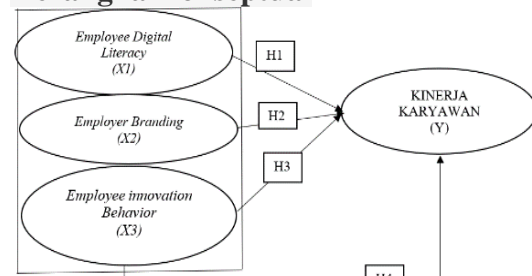 Employee Digital
Literacy
(X1)
H1
Employer Branding
(X2)
H2
KINERJA
KARYAWAN
(Y)
H3
Employee innovation
Behavior
(X3)